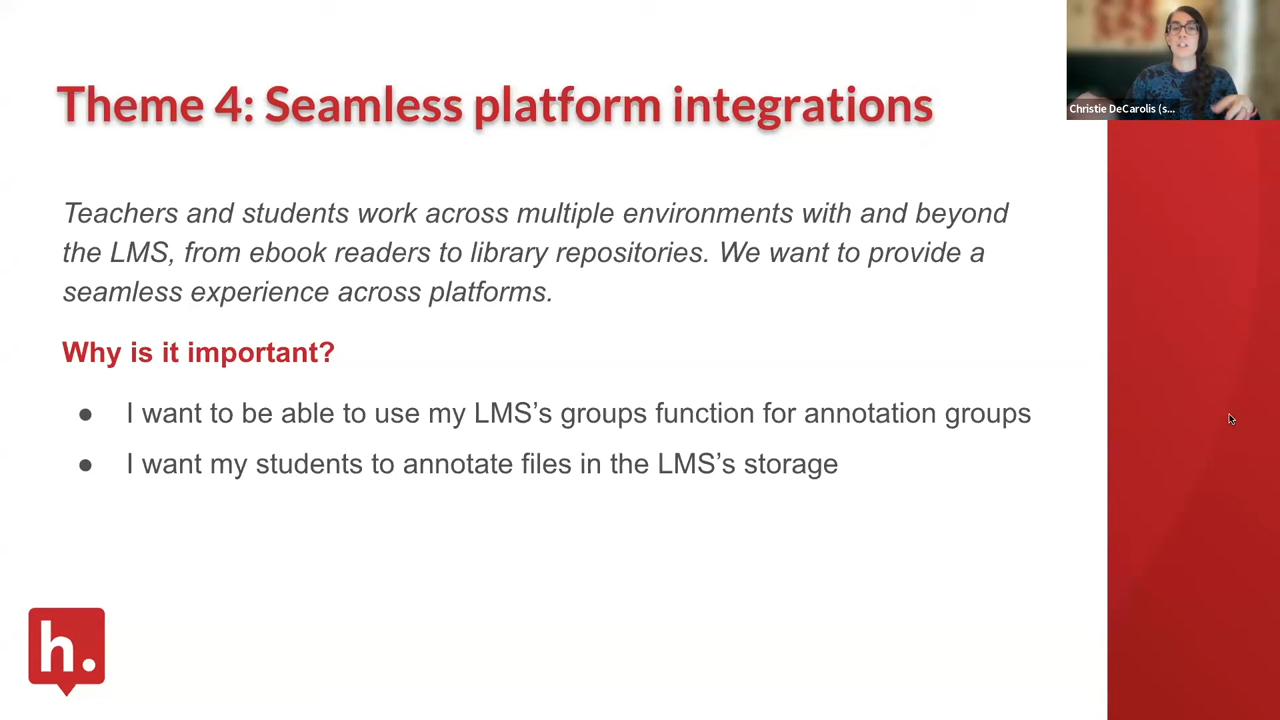 Theme 4: Seamless platform integrations
Christie DeCarolis (s...
Teachers and students work across multiple environments with and beyond
the LMS, from ebook readers to library repositories. We want to provide a
seamless experience across platforms.
Why is it important?
● I want to be able to use my LMS’s groups function for annotation groups
● I want my students to annotate files in the LMS’s storage
h.